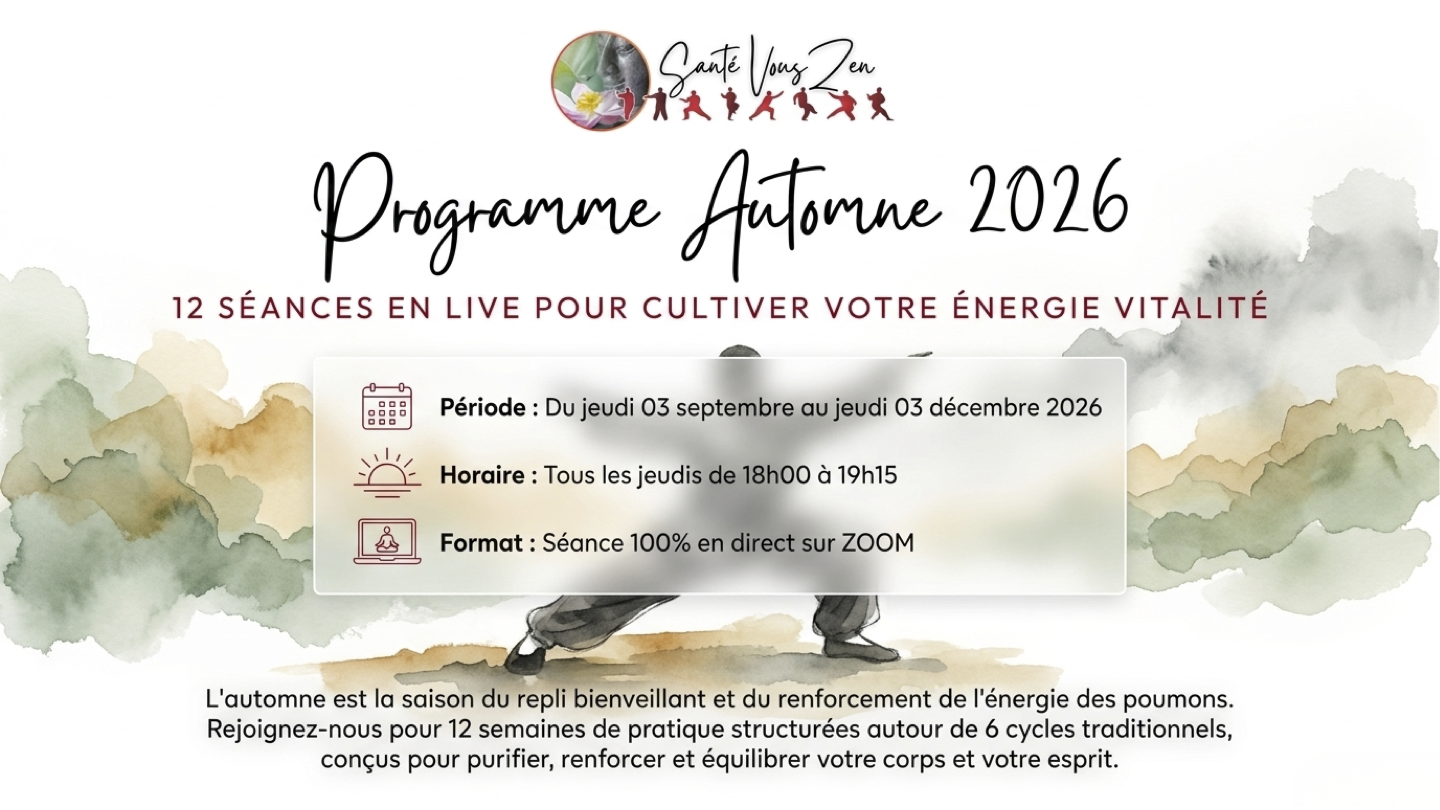 Santé Vous Zen
Programme Automne 2026
12 SÉANCES EN LIVE POUR CULTIVER VOTRE ÉNERGIE VITALITÉ
Période : Du jeudi 03 septembre au jeudi 03 décembre 2026
Horaire : Tous les jeudis de 18h00 à 19h15
Format : Séance 100% en direct sur ZOOM
L'automne est la saison du repli bienveillant et du renforcement de l'énergie des poumons.
Rejoignez-nous pour 12 semaines de pratique structurées autour de 6 cycles traditionnels,
conçus pour purifier, renforcer et équilibrer votre corps et votre esprit.